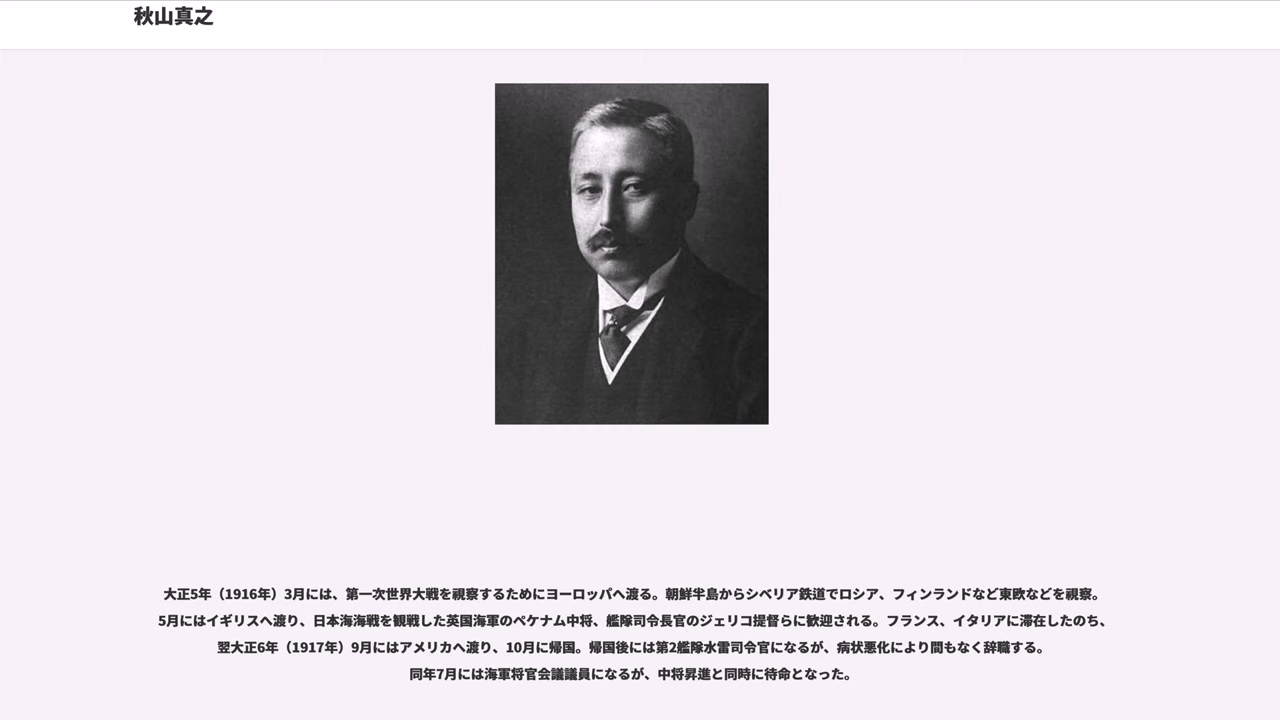 秋山真之
大正5年（1916年）3月には、第一次世界大戦を視察するためにヨーロッパへ渡る。朝鮮半島からシベリア鉄道でロシア、フィンランドなど東欧などを視察。
5月にはイギリスへ渡り、日本海海戦を観戦した英国海軍のペケナム中将、艦隊司令長官のジェリコ提督らに歓迎される。フランス、イタリアに滞在したのち、
翌大正6年（1917年）9月にはアメリカへ渡り、10月に帰国。帰国後には第2艦隊水雷司令官になるが、病状悪化により間もなく辞職する。
同年7月には海軍将官会議議員になるが、中将昇進と同時に待命となった。